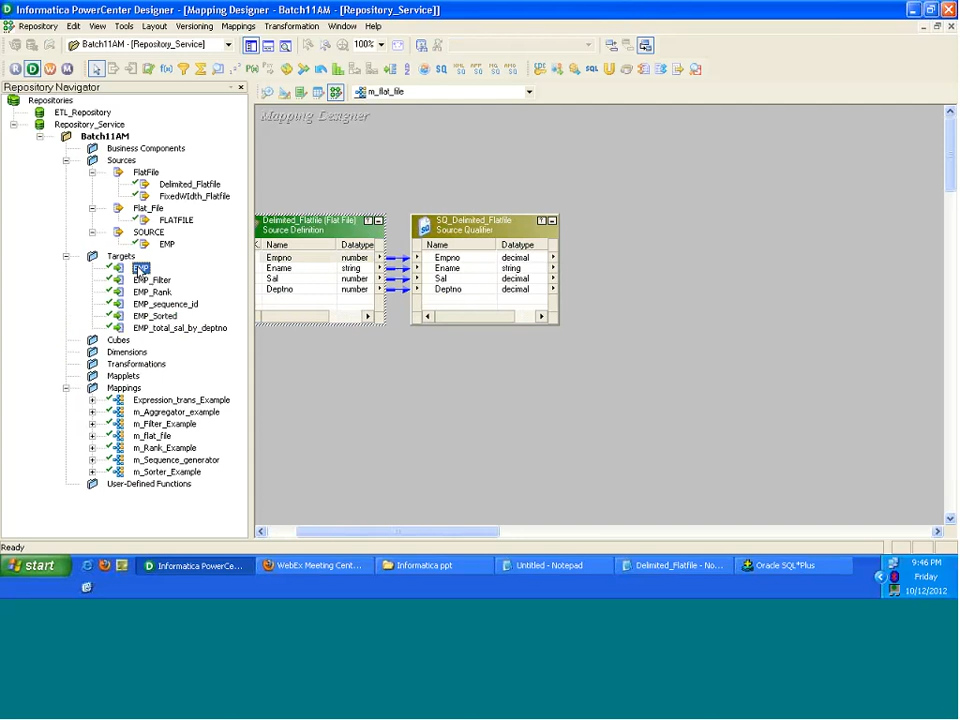 Informatica PowerCenter Designer - [Mapping Designer - Batch11AM - [Repository_Service]]
Repository Edit View Tools Layout Versioning Mappings Transformation Window Help
Batch11AM - [Repository_Service] 100%
Repository Navigator
m_flat_file
Repositories
ETL_Repository
Repository_Service
Batch11AM
Business Components
Sources
FlatFile
Delimited_Flatfile
FixedWIdth_Flatfile
Flat_File
FLATFILE
SOURCE
EMP
Targets
EMP
EMP_Filter
EMP_Rank
EMP_sequence_id
EMP_Sorted
EMP_total_sal_by_deptno
Cubes
Dimensions
Transformations
Mapplets
Mappings
Expression_trans_Example
m_Aggregator_example
m_Filter_Example
m_flat_file
m_Rank_Example
m_Sequence_generator
m_Sorter_Example
User-Defined Functions
Mapping Designer
Delimited_Flatfile (Flat File)
Source Definition
Name Datatype
Empno number
Ename string
Sal number
Deptno number
SQ_Delimited_Flatfile
Source Qualifier
Name Datatype
Empno decimal
Ename string
Sal decimal
Deptno decimal
Ready
start Informatica PowerCe... WebEx Meeting Cent... Informatica ppt Untitled - Notepad Delimited_Flatfile - No... Oracle SQL*Plus
9:46 PM
Friday
10/12/2012